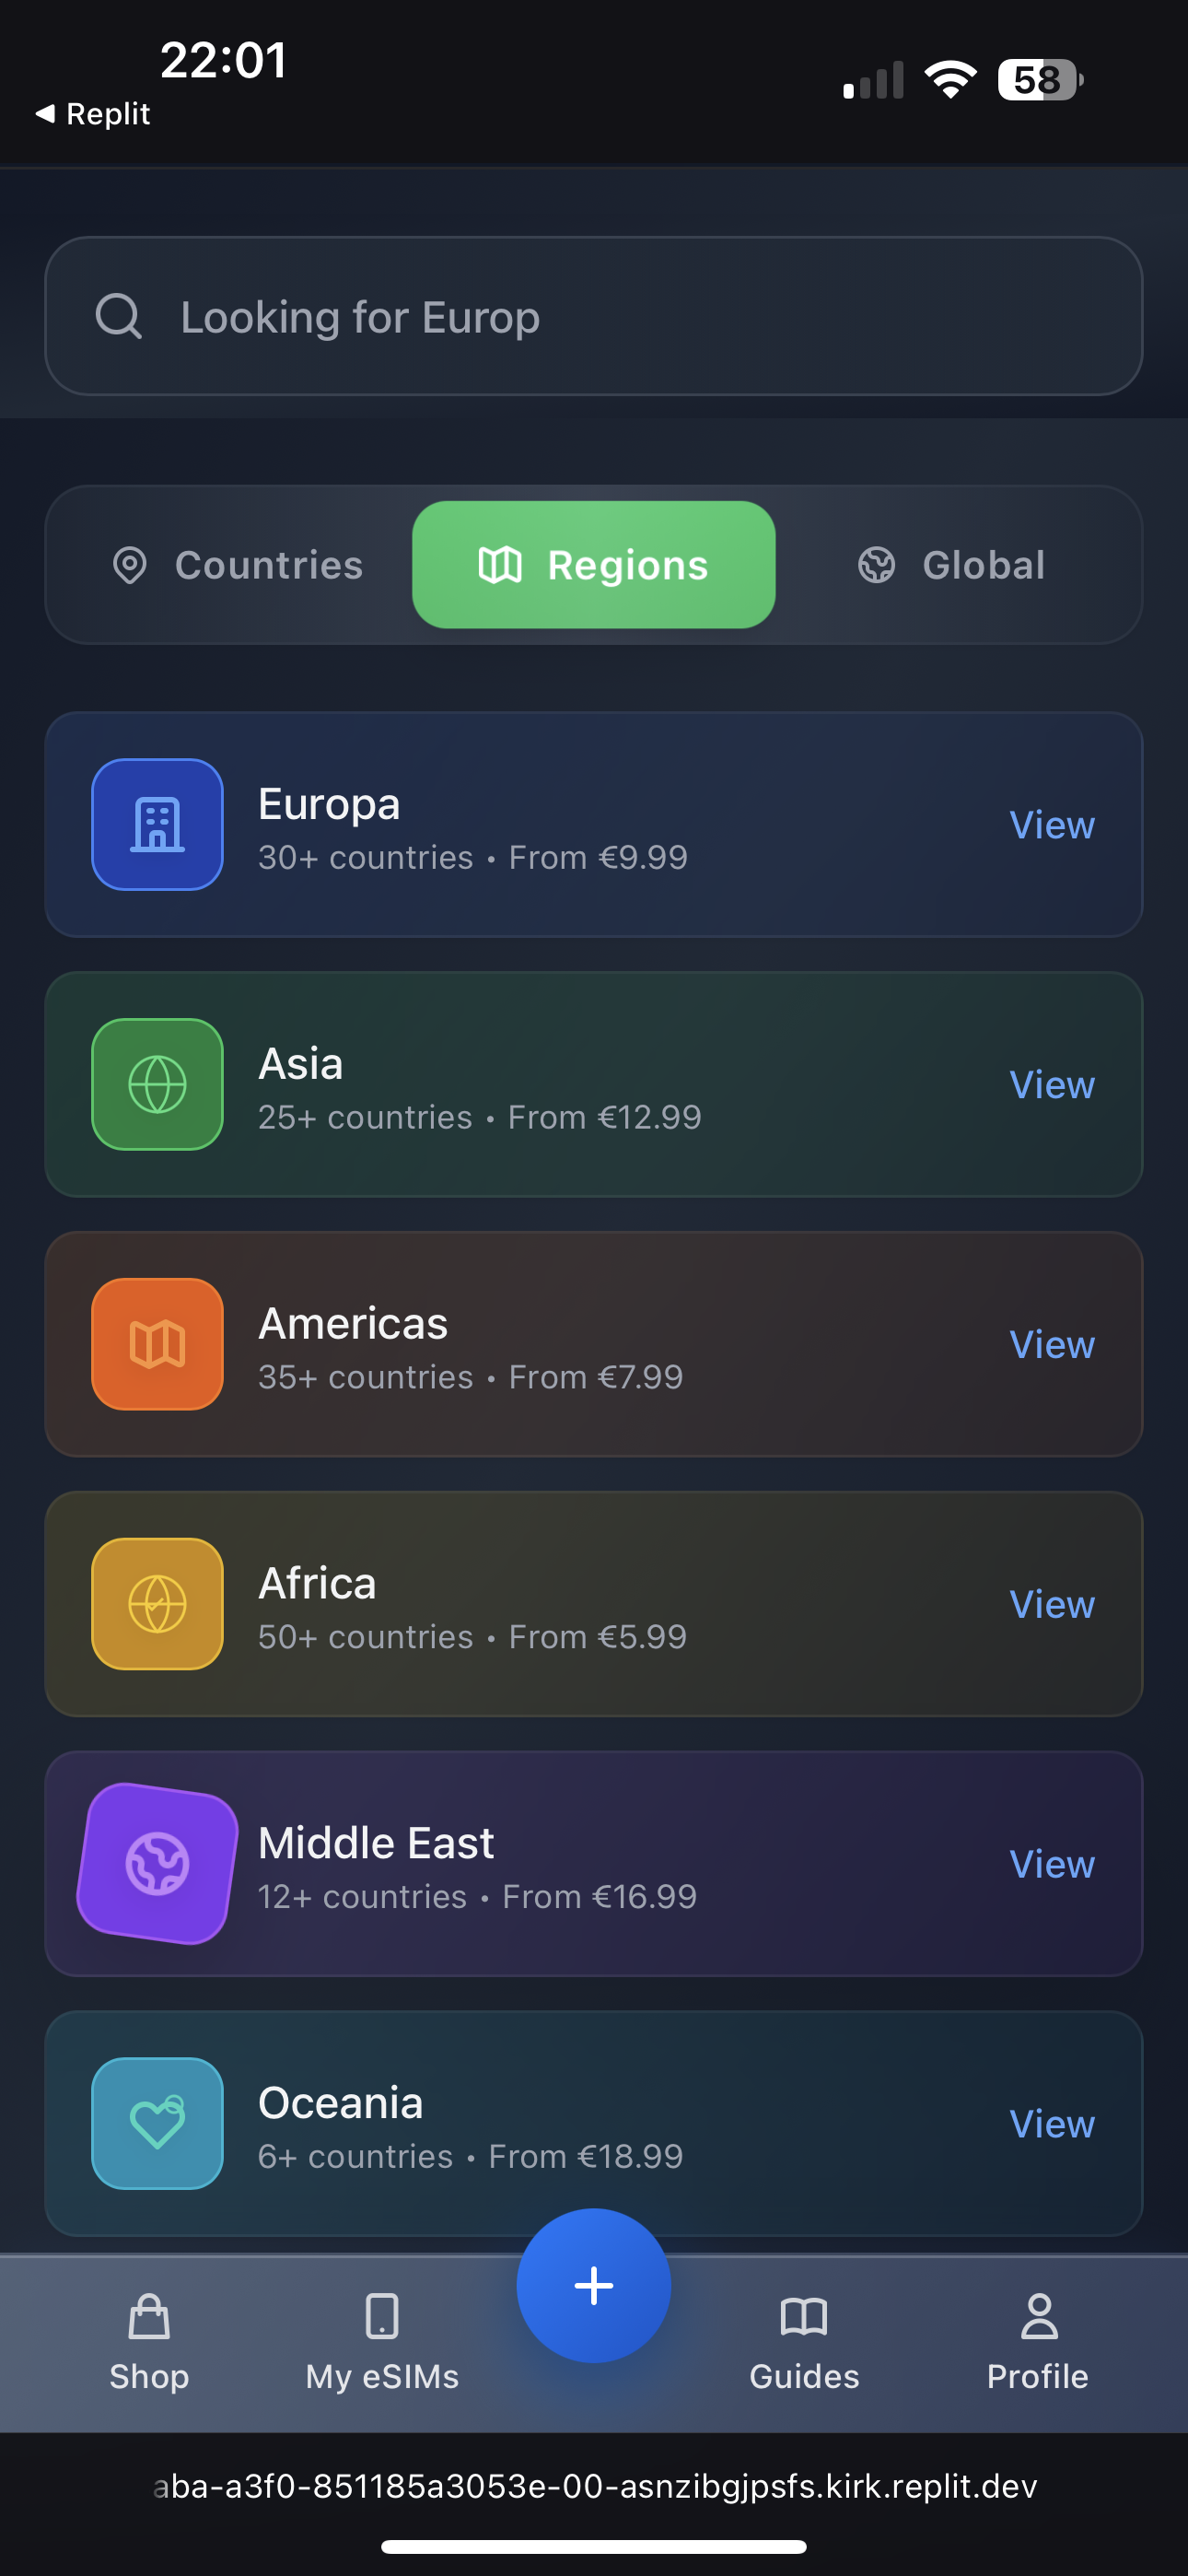 22:01
58
Replit
Looking for Europ
Countries
Regions
Global
Europa
30+ countries • From €9.99
View
Asia
25+ countries • From €12.99
View
Americas
35+ countries • From €7.99
View
Africa
50+ countries • From €5.99
View
Middle East
12+ countries • From €16.99
View
Oceania
6+ countries • From €18.99
View
Shop
My eSIMs
Guides
Profile
aba-a3f0-851185a3053e-00-asnzibgjpsfs.kirk.replit.dev